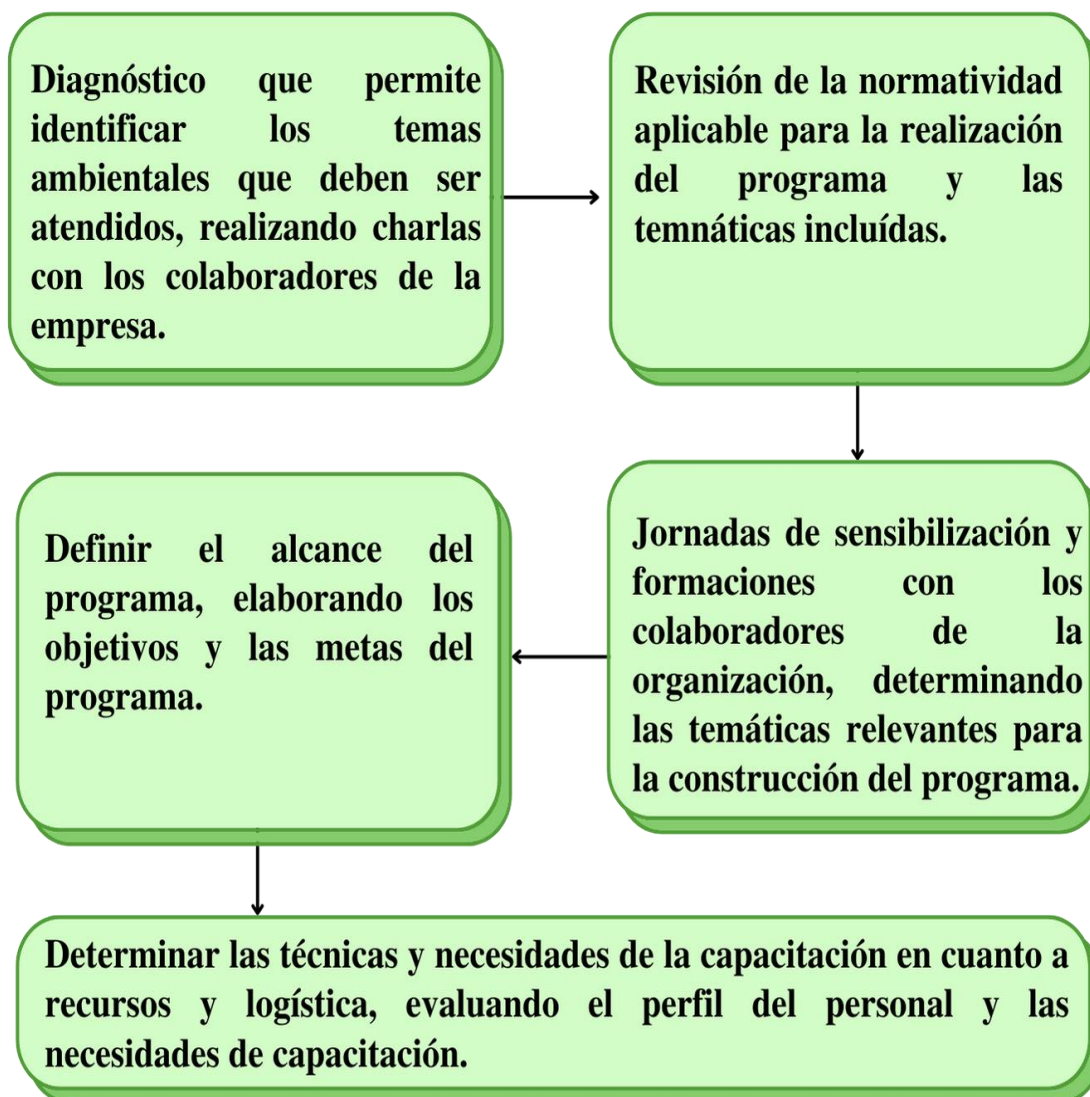 Diagnóstico que permite
identificar los temas
ambientales que deben ser
atendidos, realizando charlas
con los colaboradores de la
empresa.
Revisión de la normatividad
aplicable para la realización
del programa y las
temnáticas incluídas.
Jornadas de sensibilización y
formaciones con los
colaboradores de la
organización, determinando
las temáticas relevantes para
la construcción del programa.
Definir el alcance del
programa, elaborando los
objetivos y las metas del
programa.
Determinar las técnicas y necesidades de la capacitación en cuanto a
recursos y logística, evaluando el perfil del personal y las
necesidades de capacitación.